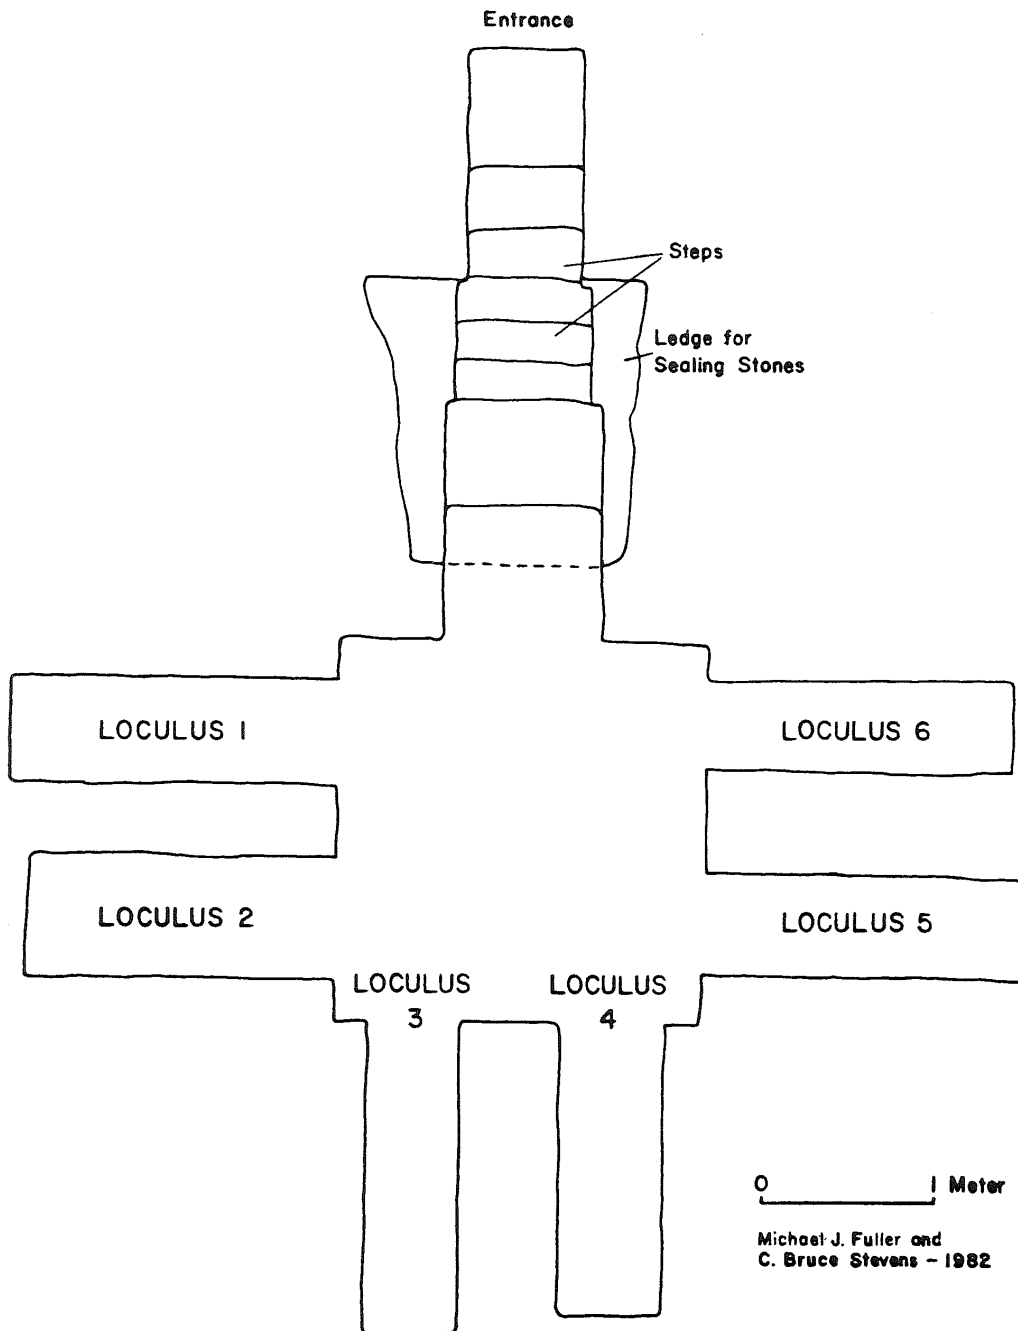 Entrance
Steps
Ledge for
Sealing Stones
LOCULUS 1
LOCULUS 6
LOCULUS 2
LOCULUS 5
LOCULUS
3
LOCULUS
4
0 1 Meter
Michael J. Fuller and
C. Bruce Stevens - 1982